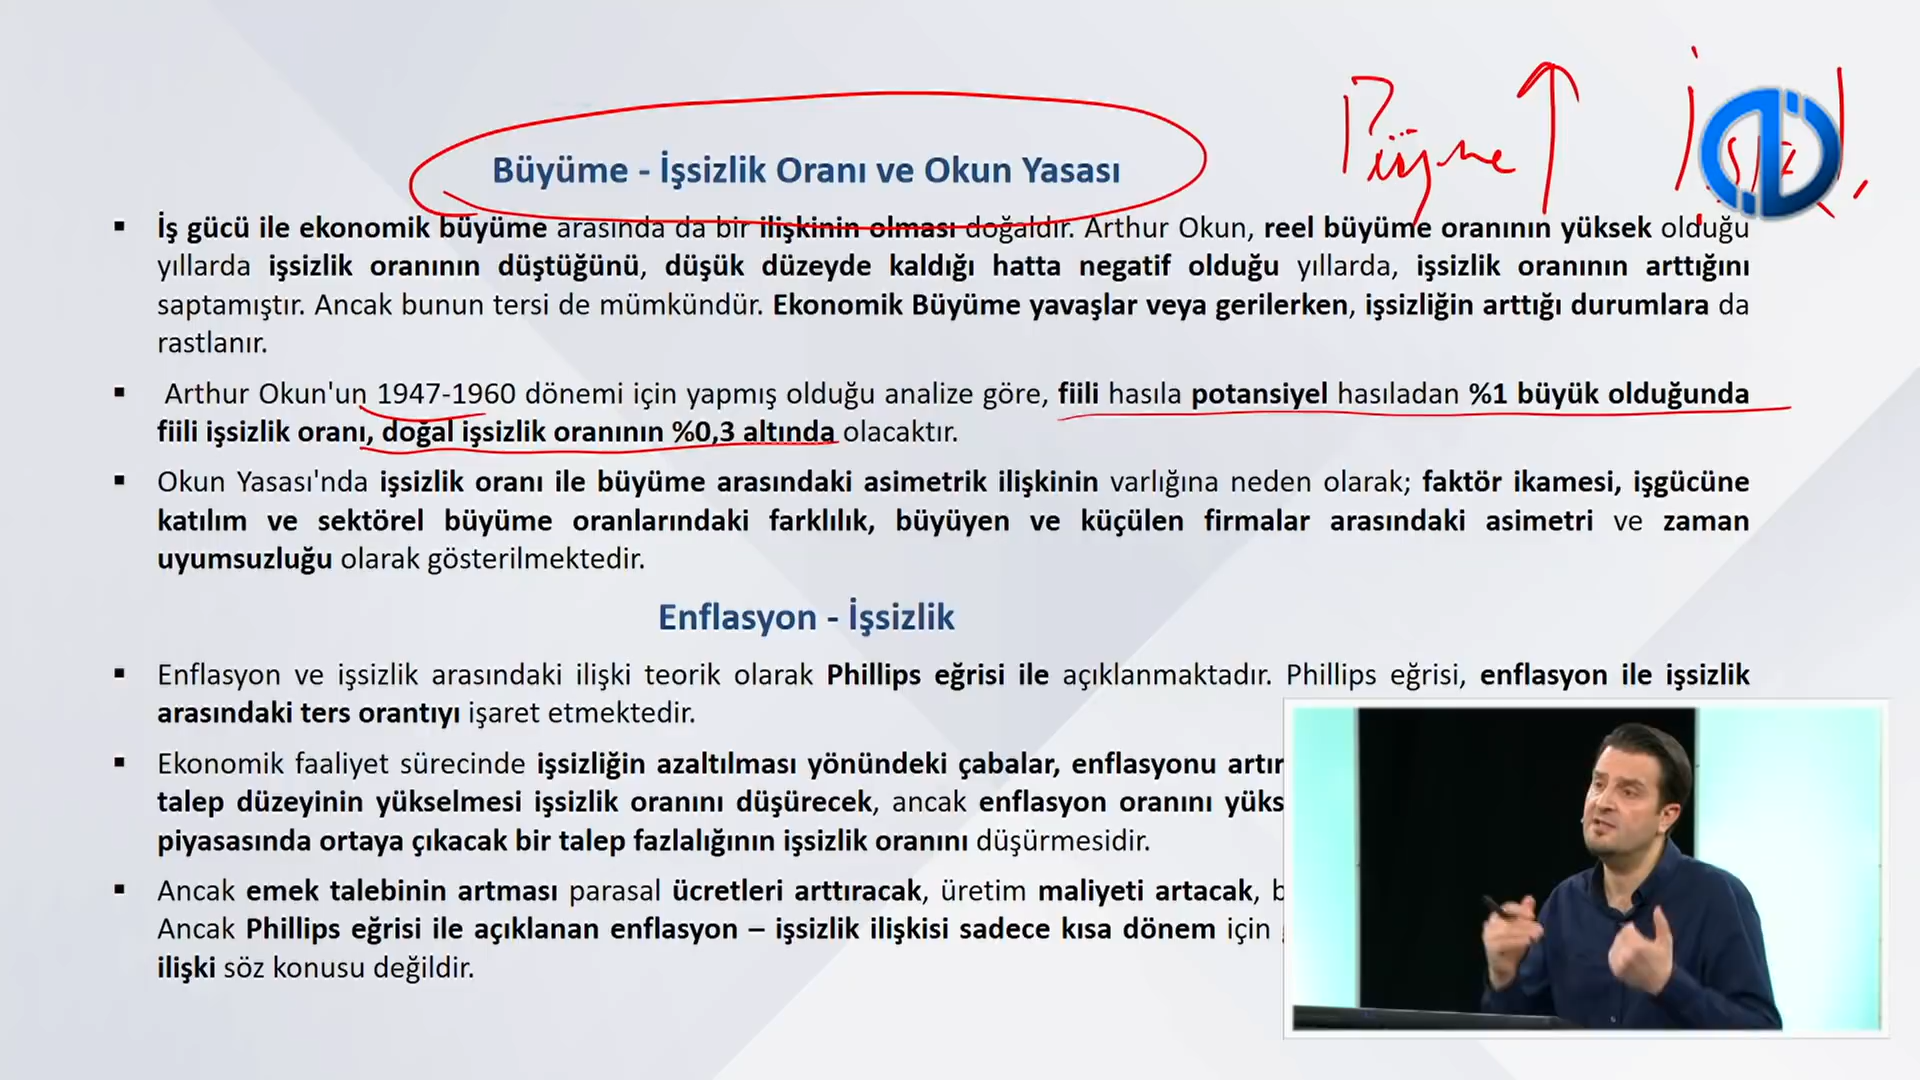 Büyüme ↑
Büyüme - İşsizlik Oranı ve Okun Yasası
▪ İş gücü ile ekonomik büyüme arasında da bir ilişkinin olması doğaldır. Arthur Okun, reel büyüme oranının yüksek olduğu
yıllarda işsizlik oranının düştüğünü, düşük düzeyde kaldığı hatta negatif olduğu yıllarda, işsizlik oranının arttığını
saptamıştır. Ancak bunun tersi de mümkündür. Ekonomik Büyüme yavaşlar veya gerilerken, işsizliğin arttığı durumlara da
rastlanır.
▪ Arthur Okun'un 1947-1960 dönemi için yapmış olduğu analize göre, fiili hasıla potansiyel hasıladan %1 büyük olduğunda
fiili işsizlik oranı, doğal işsizlik oranının %0,3 altında olacaktır.
▪ Okun Yasası'nda işsizlik oranı ile büyüme arasındaki asimetrik ilişkinin varlığına neden olarak; faktör ikamesi, işgücüne
katılım ve sektörel büyüme oranlarındaki farklılık, büyüyen ve küçülen firmalar arasındaki asimetri ve zaman
uyumsuzluğu olarak gösterilmektedir.
Enflasyon - İşsizlik
▪ Enflasyon ve işsizlik arasındaki ilişki teorik olarak Phillips eğrisi ile açıklanmaktadır. Phillips eğrisi, enflasyon ile işsizlik
arasındaki ters orantıyı işaret etmektedir.
▪ Ekonomik faaliyet sürecinde işsizliğin azaltılması yönündeki çabalar, enflasyonu artır
talep düzeyinin yükselmesi işsizlik oranını düşürecek, ancak enflasyon oranını yüks
piyasasında ortaya çıkacak bir talep fazlalığının işsizlik oranını düşürmesidir.
▪ Ancak emek talebinin artması parasal ücretleri arttıracak, üretim maliyeti artacak, b
Ancak Phillips eğrisi ile açıklanan enflasyon – işsizlik ilişkisi sadece kısa dönem için
ilişki söz konusu değildir.